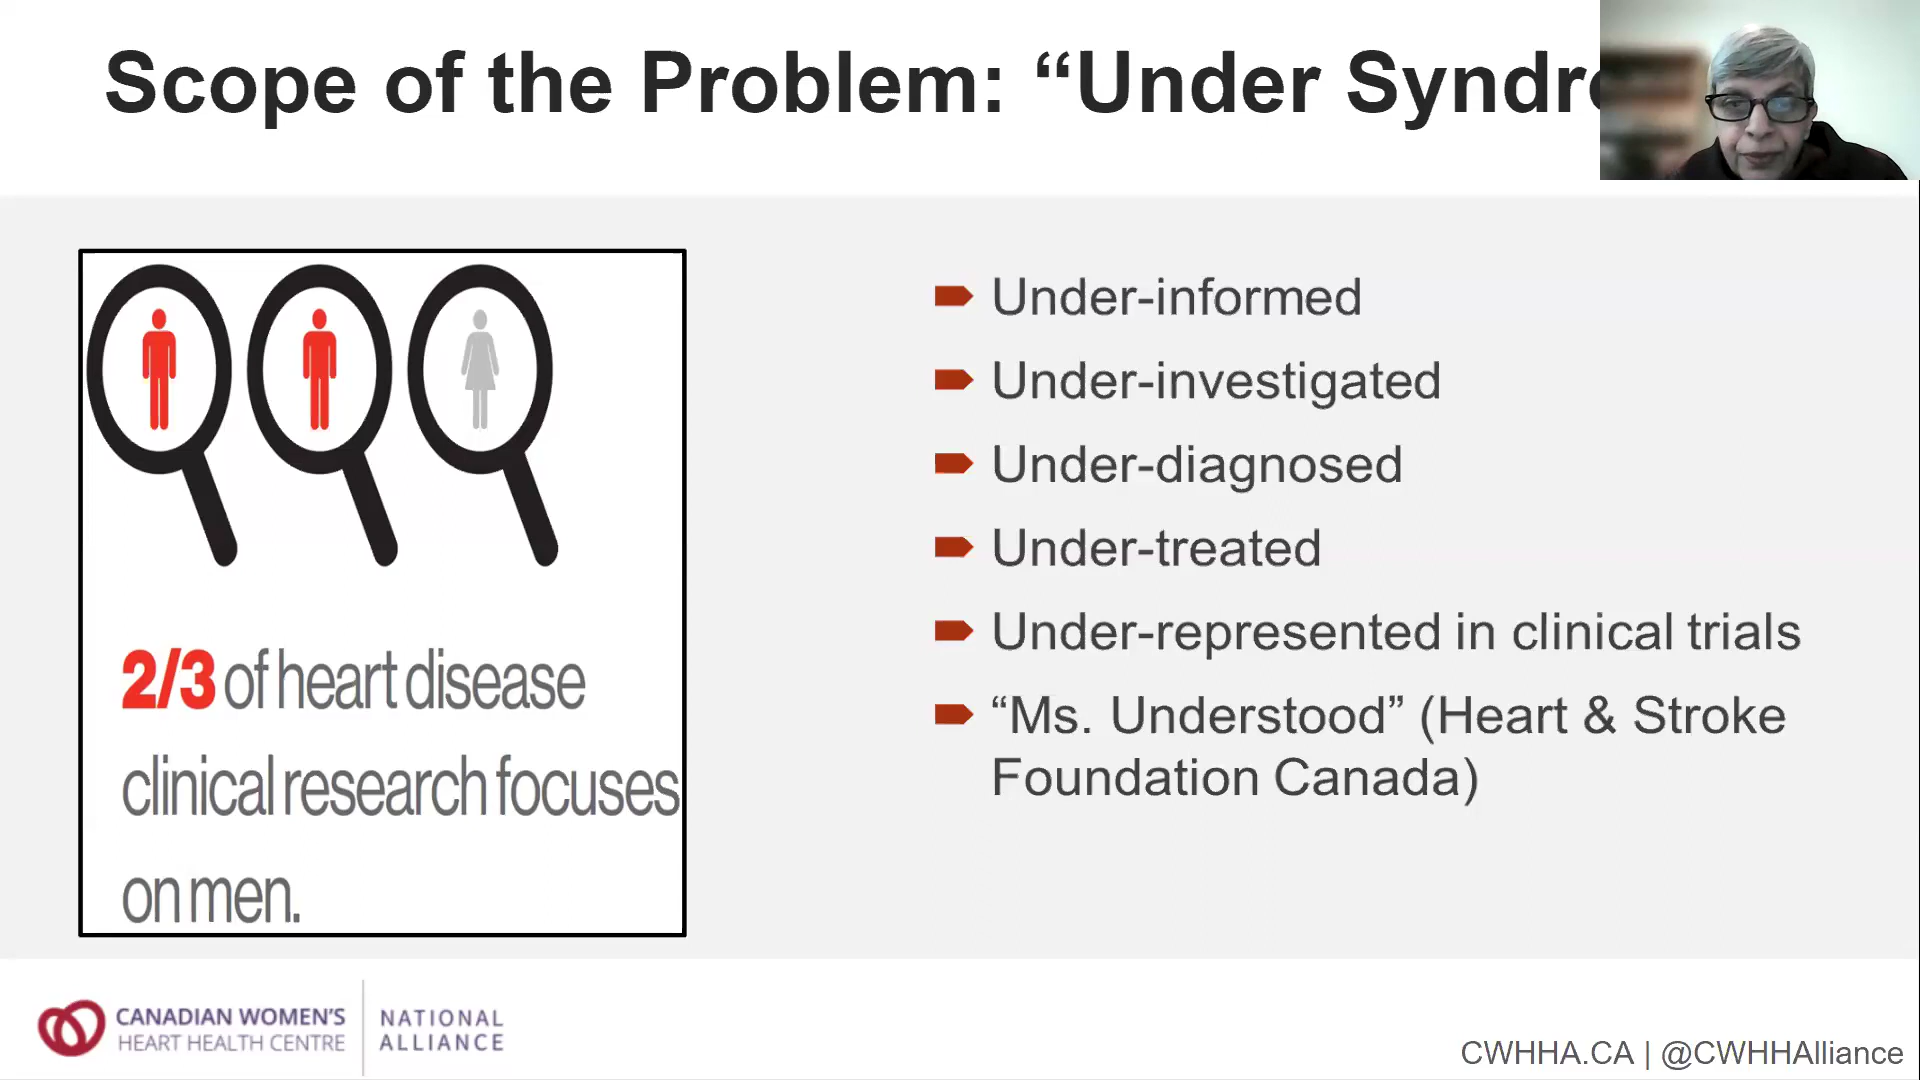 Scope of the Problem: “Under Syndr
Under-informed
Under-investigated
Under-diagnosed
Under-treated
Under-represented in clinical trials
“Ms. Understood” (Heart & Stroke
Foundation Canada)
2/3 of heart disease
clinical research focuses
on men.
CANADIAN WOMEN'S
HEART HEALTH CENTRE
NATIONAL
ALLIANCE
CWHHA.CA | @CWHHAlliance